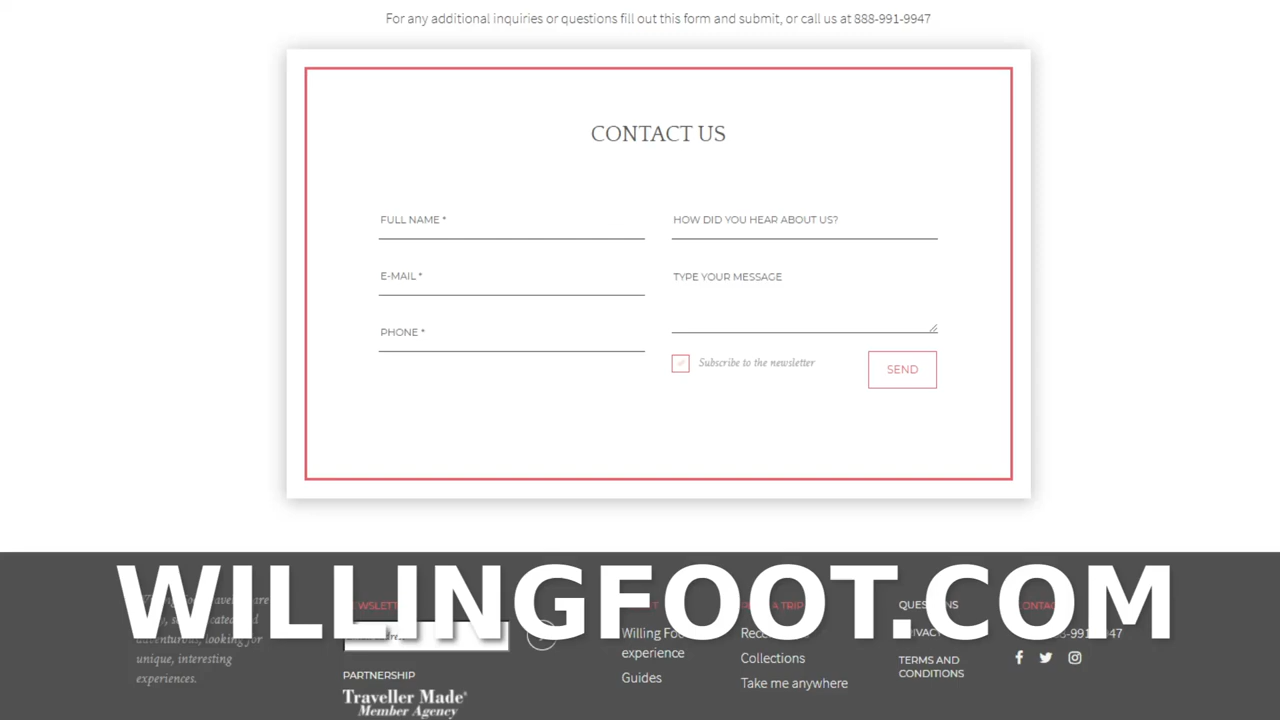 For any additional inquiries or questions fill out this form and submit, or call us at 888-991-9947
CONTACT US
FULL NAME *
HOW DID YOU HEAR ABOUT US?
E-MAIL *
TYPE YOUR MESSAGE
PHONE *
Subscribe to the newsletter
SEND
WILLINGFOOT.COM
unique, interesting
experiences.
PARTNERSHIP
Traveller Made®
Member Agency
Willing
experience
Guides
Collections
Take me anywhere
TERMS AND
CONDITIONS